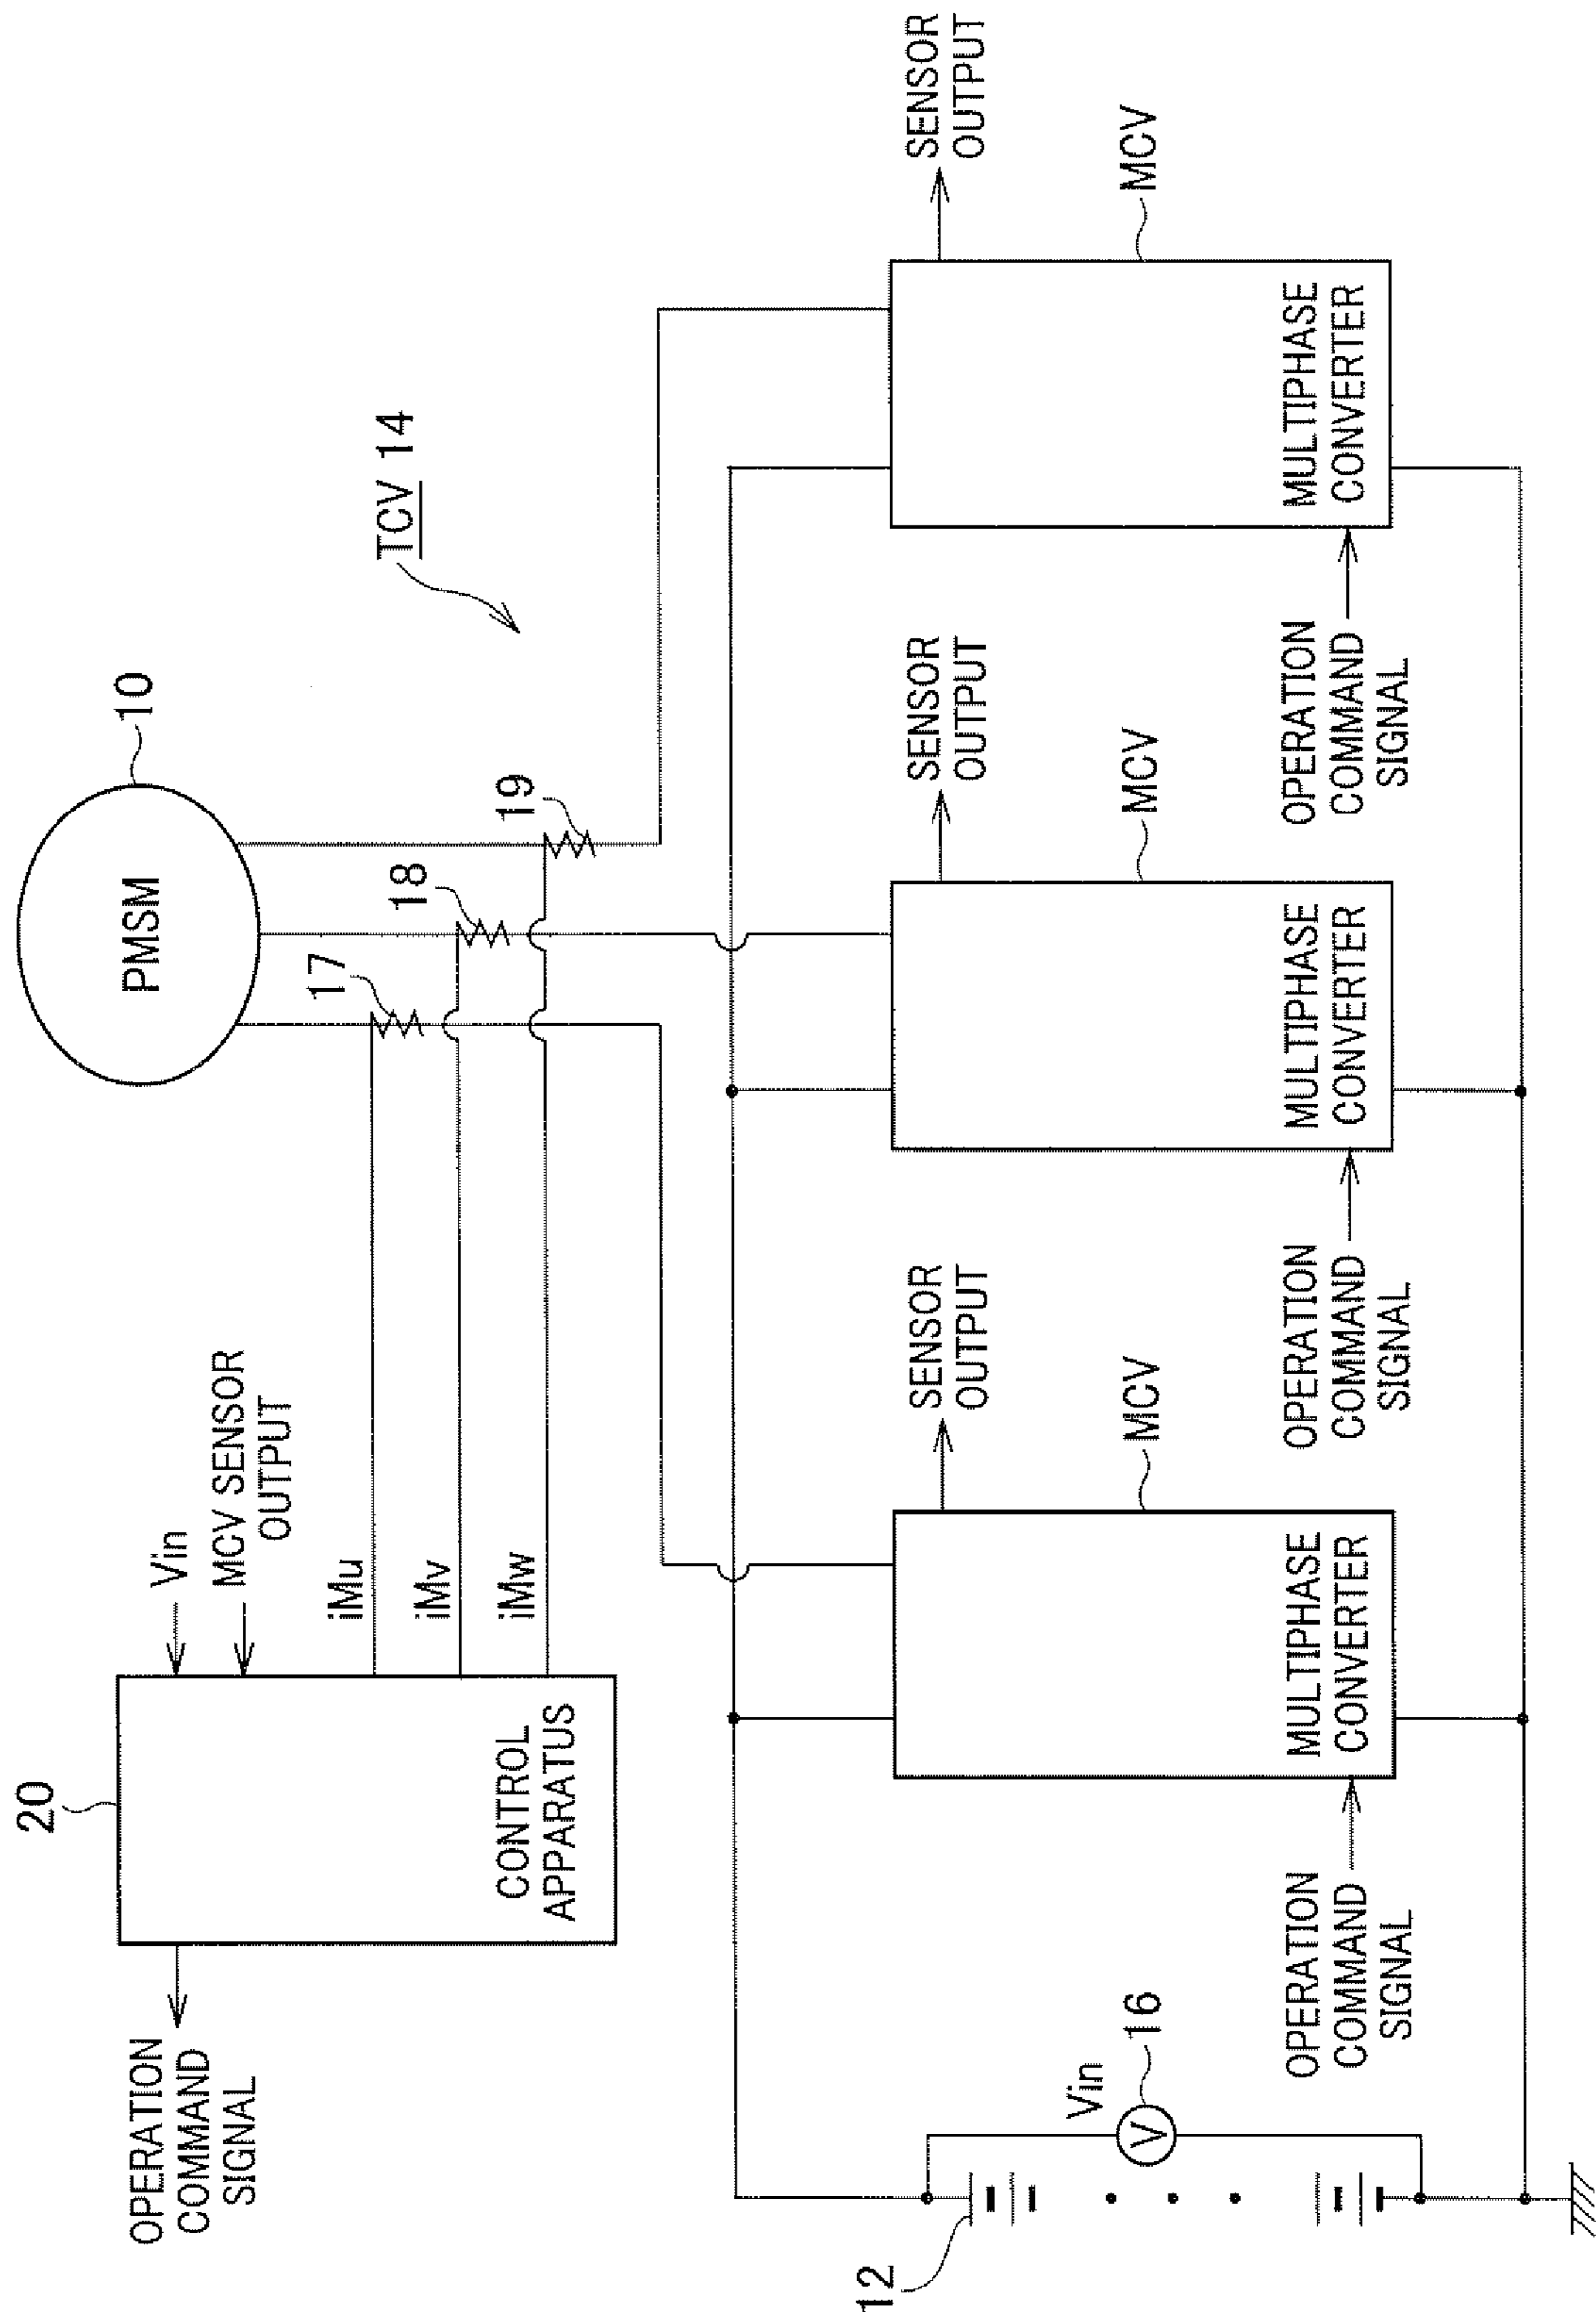 20
OPERATION
COMMAND
SIGNAL
Vin
MCV SENSOR
OUTPUT
CONTROL
APPARATUS
iMu
iMv
iMw
PMSM
10
17
18
19
TCV 14
12
Vin
V
16
SENSOR
OUTPUT
MCV
MULTIPHASE
CONVERTER
OPERATION
COMMAND
SIGNAL
SENSOR
OUTPUT
MCV
MULTIPHASE
CONVERTER
OPERATION
COMMAND
SIGNAL
SENSOR
OUTPUT
MCV
MULTIPHASE
CONVERTER
OPERATION
COMMAND
SIGNAL